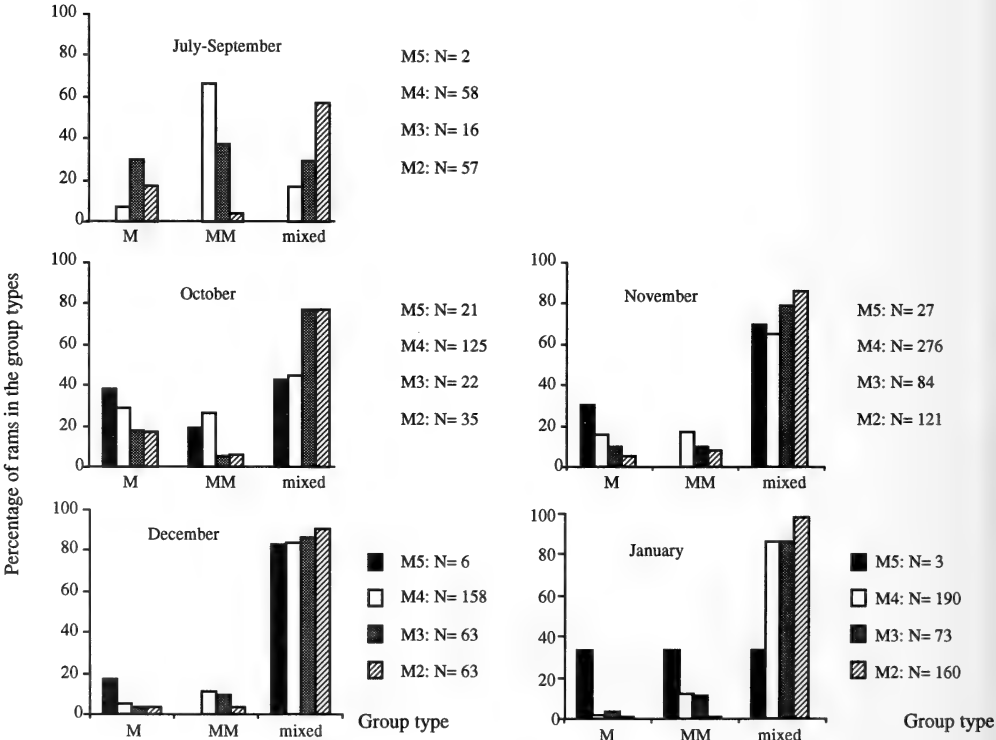 Percentage of rams in the group types
100
80
60
40
20
0
July-September
M MM mixed
M5: N= 2
M4: N= 58
M3: N= 16
M2: N= 57
100
80
60
40
20
0
October
M MM mixed
M5: N= 21
M4: N= 125
M3: N= 22
M2: N= 35
100
80
60
40
20
0
November
M MM mixed
M5: N= 27
M4: N= 276
M3: N= 84
M2: N= 121
100
80
60
40
20
0
December
M MM mixed
M5: N= 6
M4: N= 158
M3: N= 63
M2: N= 63
Group type
100
80
60
40
20
0
January
M MM mixed
M5: N= 3
M4: N= 190
M3: N= 73
M2: N= 160
Group type